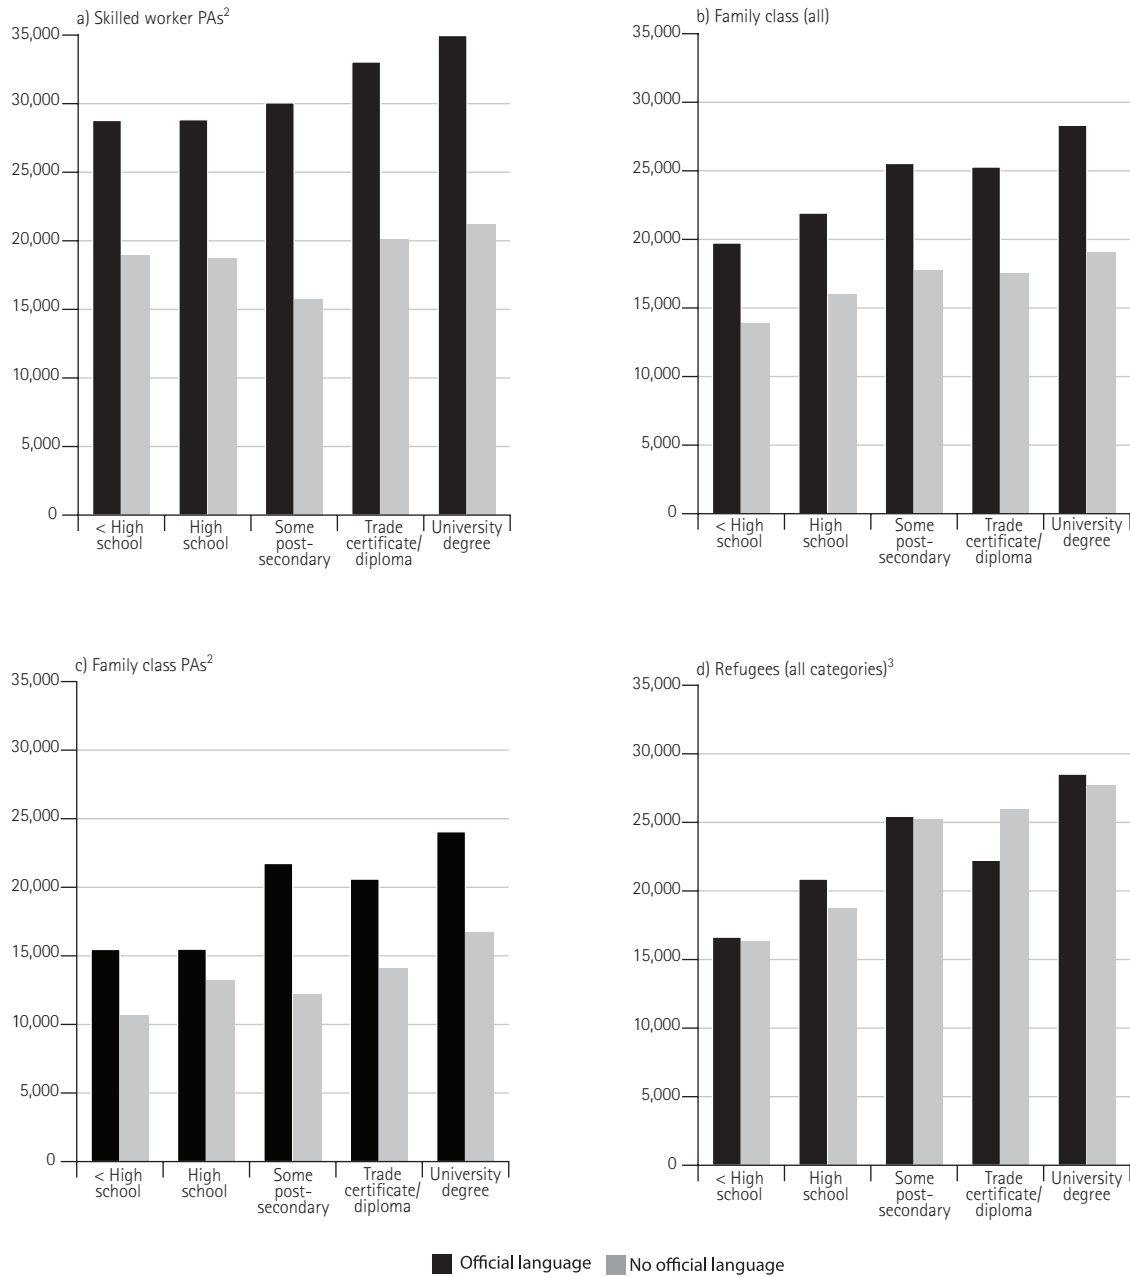 a) Skilled worker PAs²
35,000
30,000
25,000
20,000
15,000
10,000
5,000
0
< High
school
High
school
Some
post-
secondary
Trade
certificate/
diploma
University
degree
b) Family class (all)
35,000
30,000
25,000
20,000
15,000
10,000
5,000
0
< High
school
High
school
Some
post-
secondary
Trade
certificate/
diploma
University
degree
c) Family class PAs²
35,000
30,000
25,000
20,000
15,000
10,000
5,000
0
< High
school
High
school
Some
post-
secondary
Trade
certificate/
diploma
University
degree
d) Refugees (all categories)³
35,000
30,000
25,000
20,000
15,000
10,000
5,000
0
< High
school
High
school
Some
post-
secondary
Trade
certificate/
diploma
University
degree
Official language
No official language